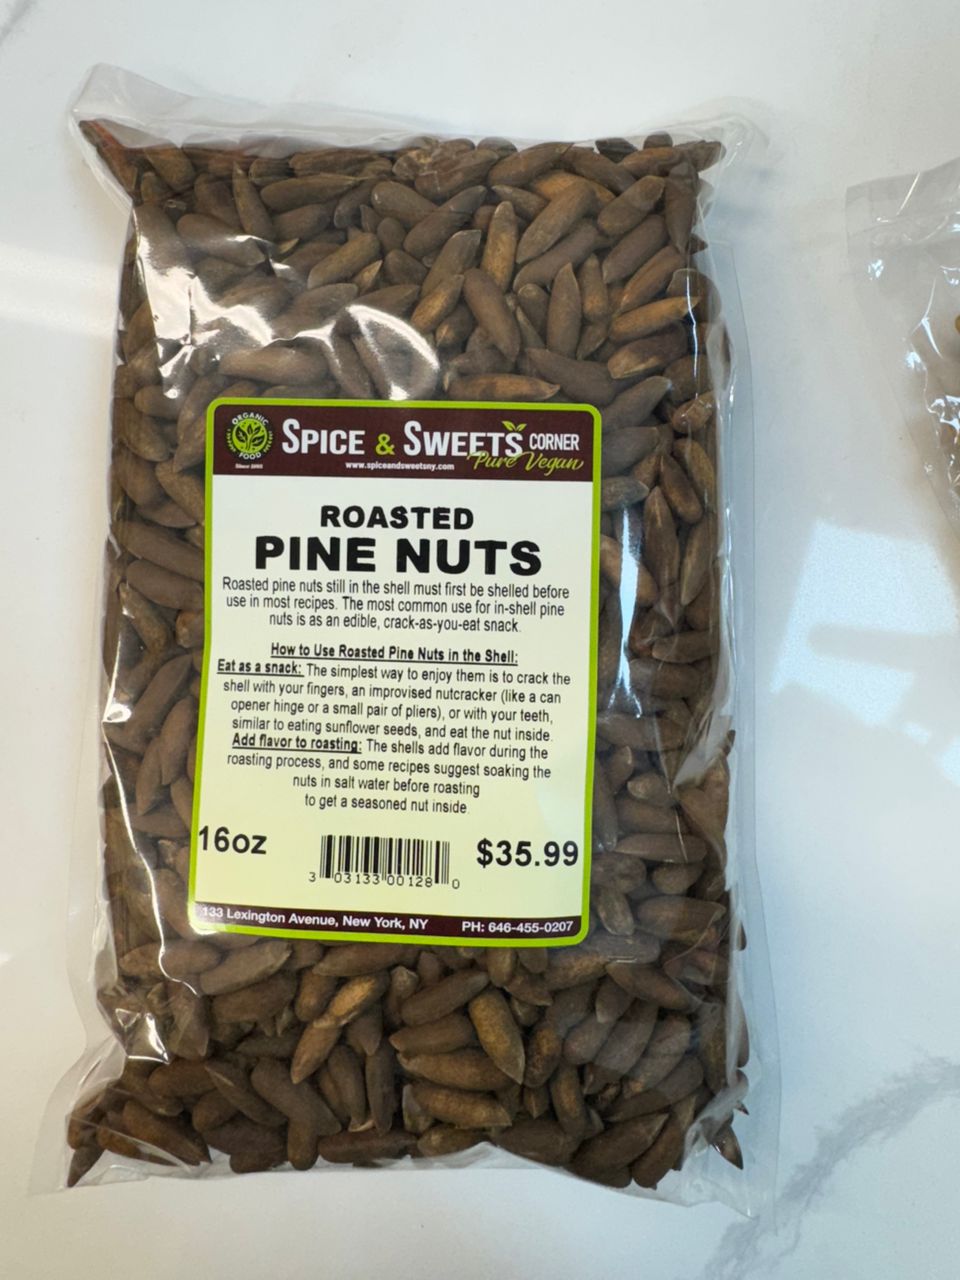 ORGANIC
FOOD
SPICE & SWEETS CORNER
Pure Vegan
www.spiceandsweetsny.com
ROASTED
PINE NUTS
Roasted pine nuts still in the shell must first be shelled before
use in most recipes. The most common use for in-shell pine
nuts is as an edible, crack-as-you-eat snack.
How to Use Roasted Pine Nuts in the Shell:
Eat as a snack: The simplest way to enjoy them is to crack the
shell with your fingers, an improvised nutcracker (like a can
opener hinge or a small pair of pliers), or with your teeth,
similar to eating sunflower seeds, and eat the nut inside.
Add flavor to roasting: The shells add flavor during the
roasting process, and some recipes suggest soaking the
nuts in salt water before roasting
to get a seasoned nut inside.
16oz
$35.99
3 03133 00128 0
133 Lexington Avenue, New York, NY PH: 646-455-0207